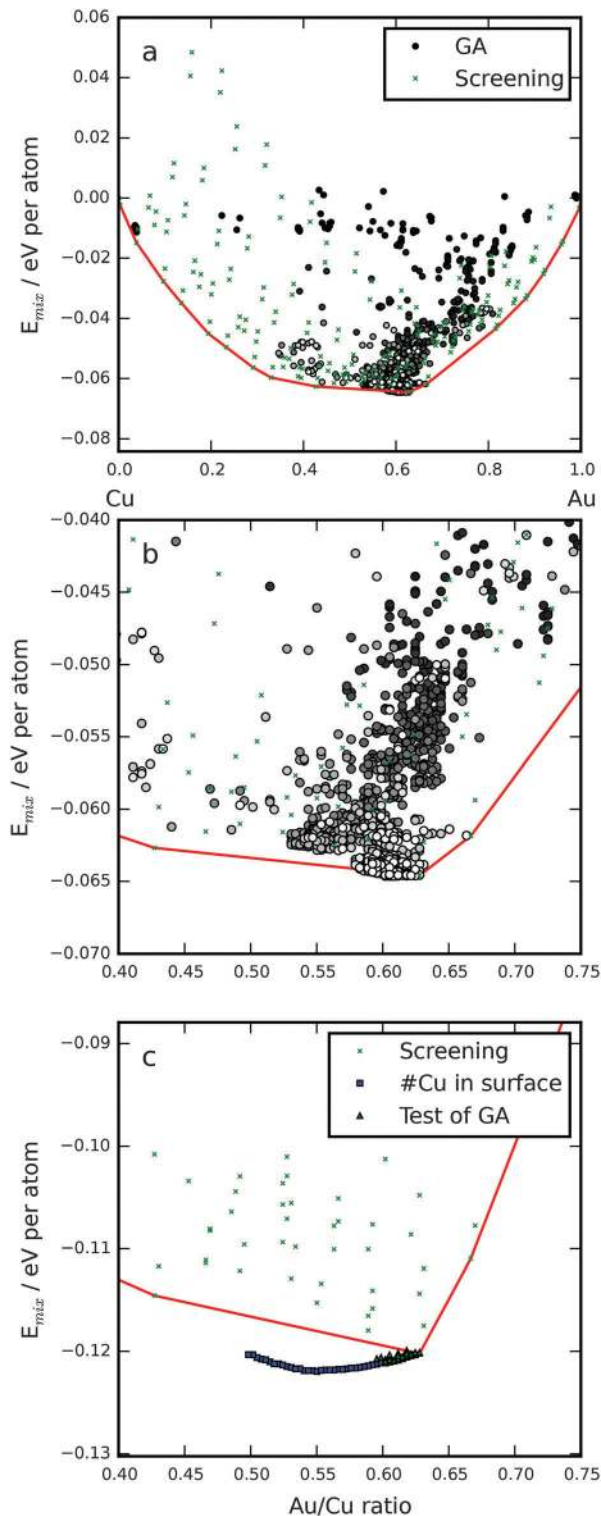 0.06
0.04
0.02
0.00
−0.02
−0.04
−0.06
−0.08
E_mix / eV per atom
a
GA
Screening
0.0 0.2 0.4 0.6 0.8 1.0
Cu Au
−0.040
−0.045
−0.050
−0.055
−0.060
−0.065
−0.070
E_mix / eV per atom
b
0.40 0.45 0.50 0.55 0.60 0.65 0.70 0.75
−0.09
−0.10
−0.11
−0.12
−0.13
E_mix / eV per atom
c
Screening
#Cu in surface
Test of GA
0.40 0.45 0.50 0.55 0.60 0.65 0.70 0.75
Au/Cu ratio